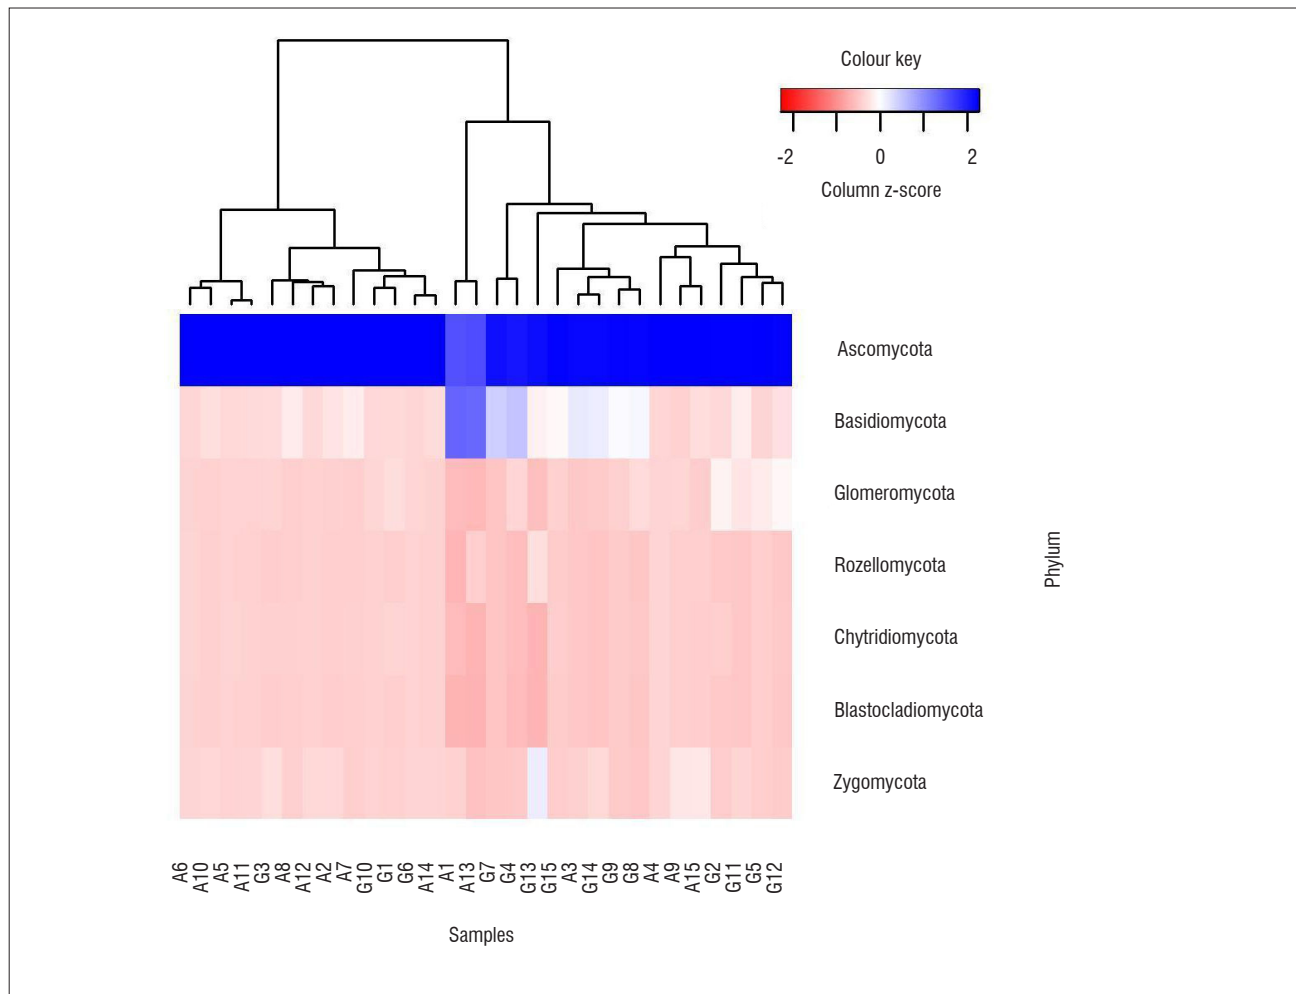 Colour key
-2 0 2
Column z-score
Ascomycota
Basidiomycota
Glomeromycota
Rozellomycota
Chytridiomycota
Blastocladiomycota
Zygomycota
Phylum
A6 A10 A5 A11 G3 A8 A12 A2 A7 G10 G1 G6 A14 A1 A13 G7 G4 G13 G15 A3 G14 G9 G8 A4 A9 A15 G2 G11 G5 G12
Samples